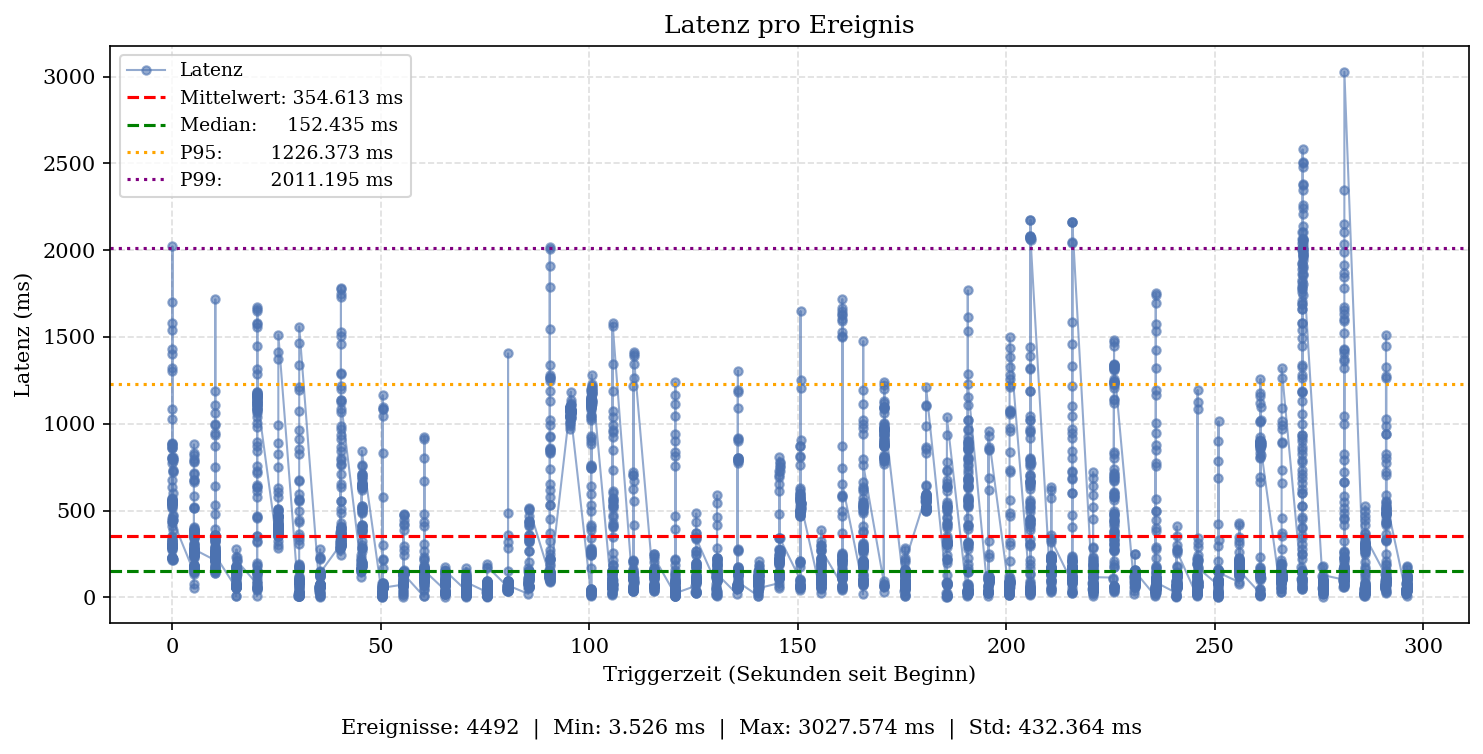 Latenz pro Ereignis
Latenz (ms)
3000
2500
2000
1500
1000
500
0
Latenz
Mittelwert: 354.613 ms
Median: 152.435 ms
P95: 1226.373 ms
P99: 2011.195 ms
0 50 100 150 200 250 300
Triggerzeit (Sekunden seit Beginn)
Ereignisse: 4492 | Min: 3.526 ms | Max: 3027.574 ms | Std: 432.364 ms